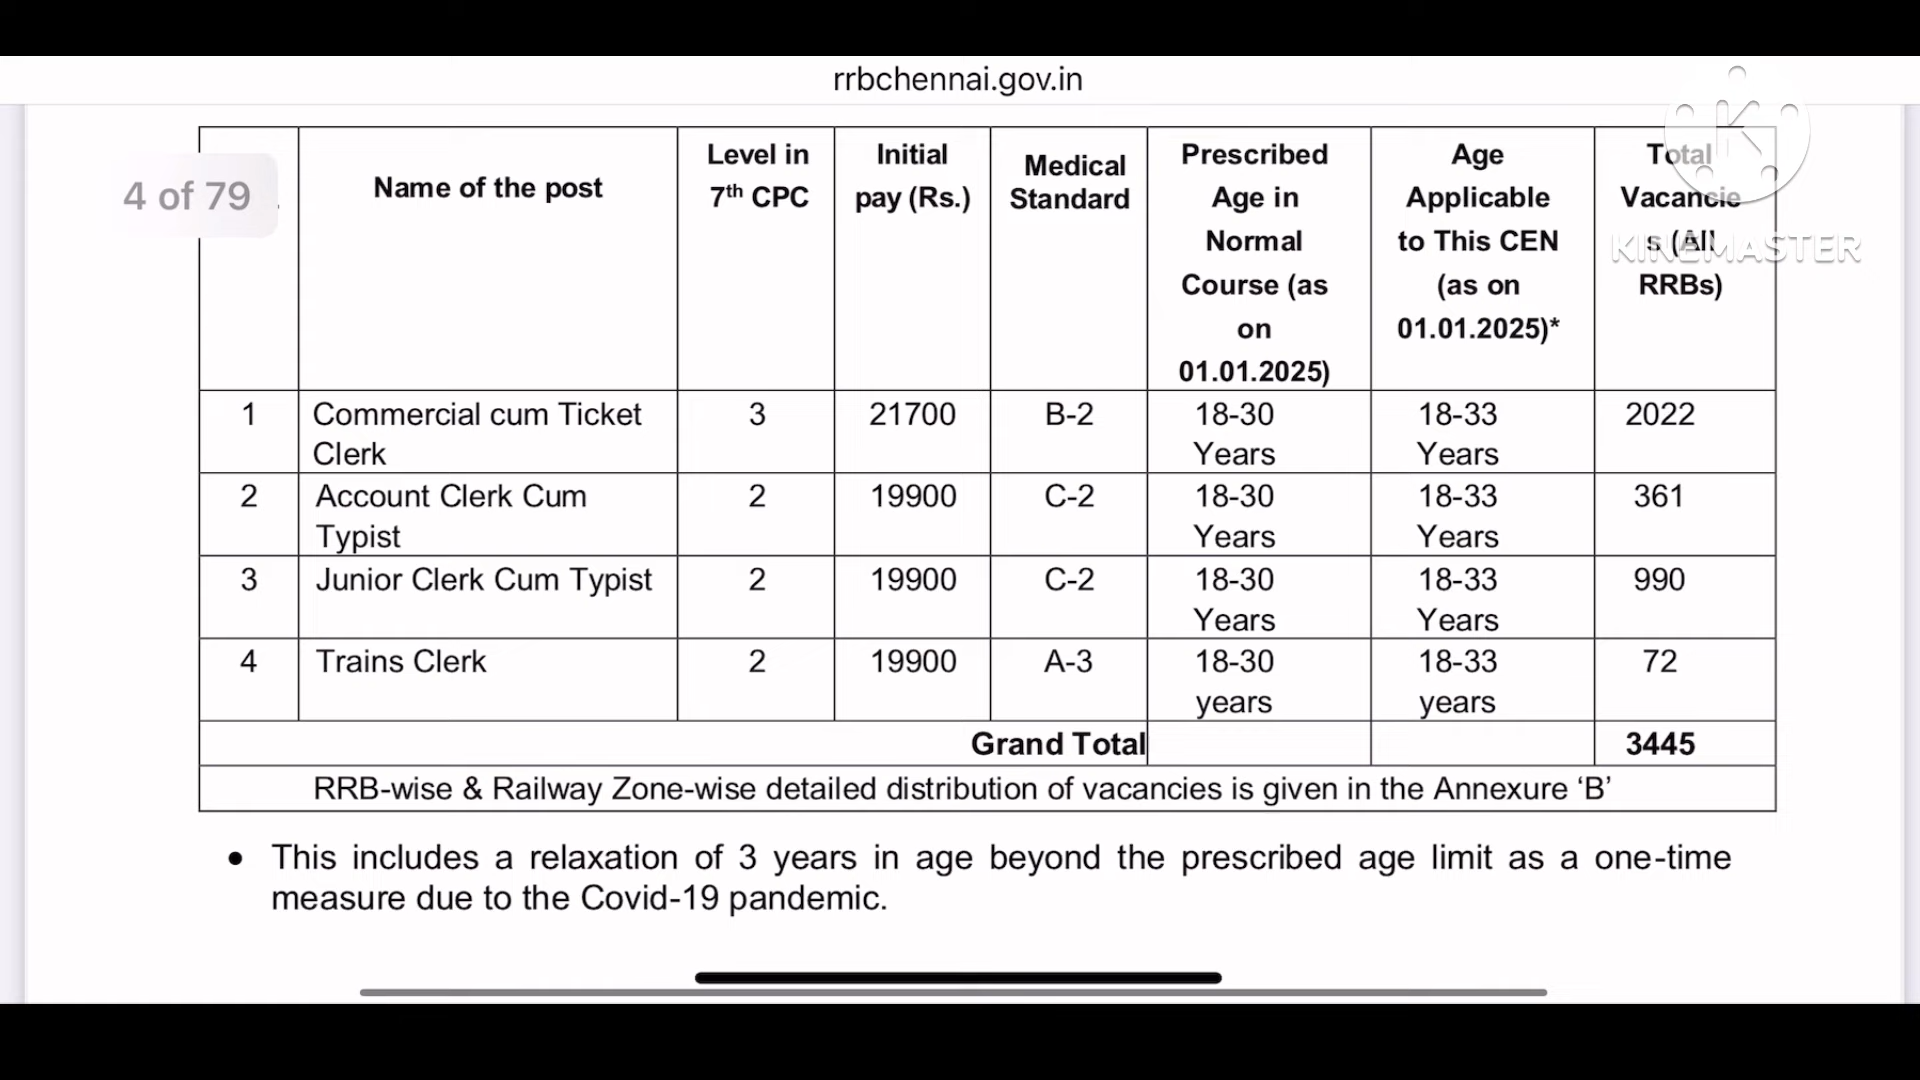 rrbchennai.gov.in
4 of 79
Name of the post
Level in
7th CPC
Initial
pay (Rs.)
Medical
Standard
Prescribed
Age in
Normal
Course (as
on
01.01.2025)
Age
Applicable
to This CEN
(as on
01.01.2025)*
Total
Vacancie
s (All
RRBs)
KINEMASTER
1 Commercial cum Ticket 3 21700 B-2 18-30 18-33 2022
Clerk Years Years
2 Account Clerk Cum 2 19900 C-2 18-30 18-33 361
Typist Years Years
3 Junior Clerk Cum Typist 2 19900 C-2 18-30 18-33 990
Years Years
4 Trains Clerk 2 19900 A-3 18-30 18-33 72
years years
Grand Total 3445
RRB-wise & Railway Zone-wise detailed distribution of vacancies is given in the Annexure ‘B’
• This includes a relaxation of 3 years in age beyond the prescribed age limit as a one-time
measure due to the Covid-19 pandemic.